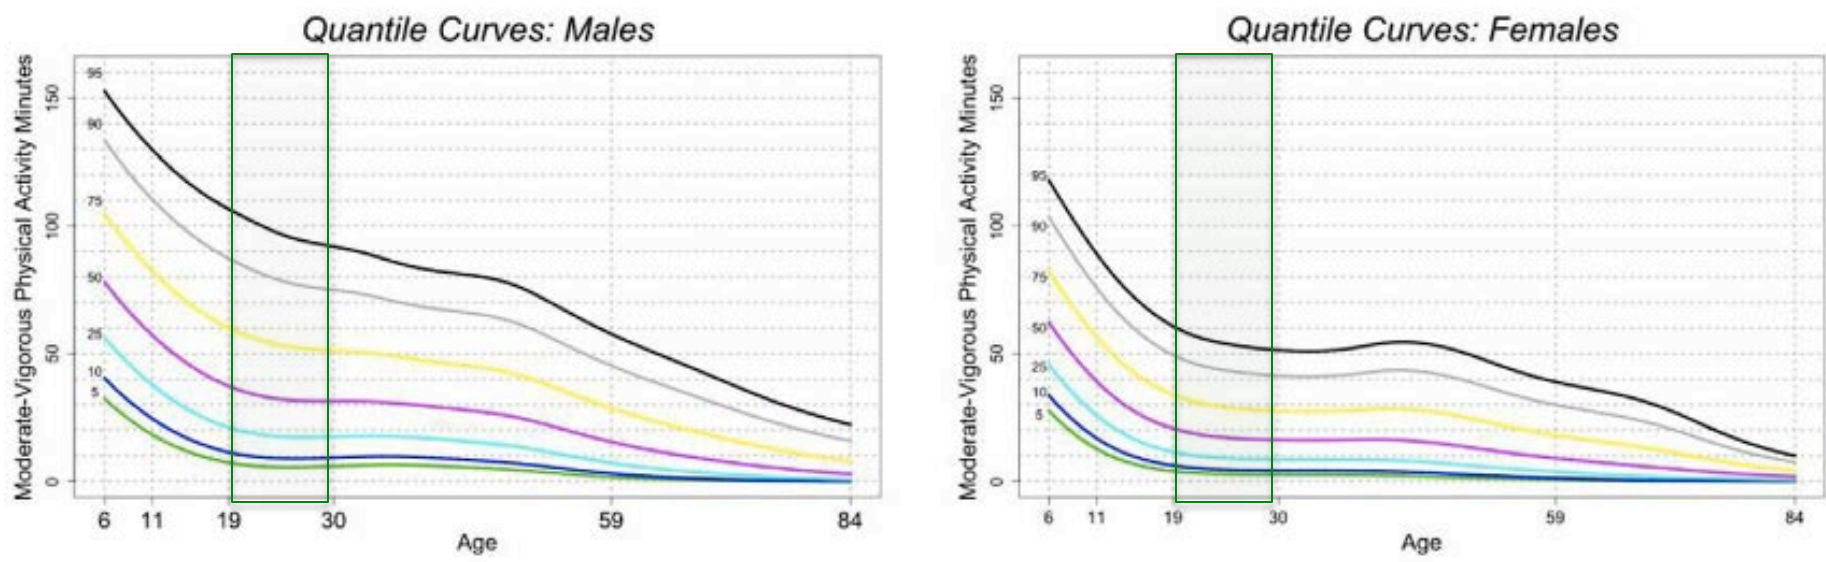 Quantile Curves: Males
Moderate-Vigorous Physical Activity Minutes
150
100
50
0
95
90
75
50
25
10
5
6 11 19 30 59 84
Age
Quantile Curves: Females
Moderate-Vigorous Physical Activity Minutes
150
100
50
0
95
90
75
50
25
10
5
6 11 19 30 59 84
Age